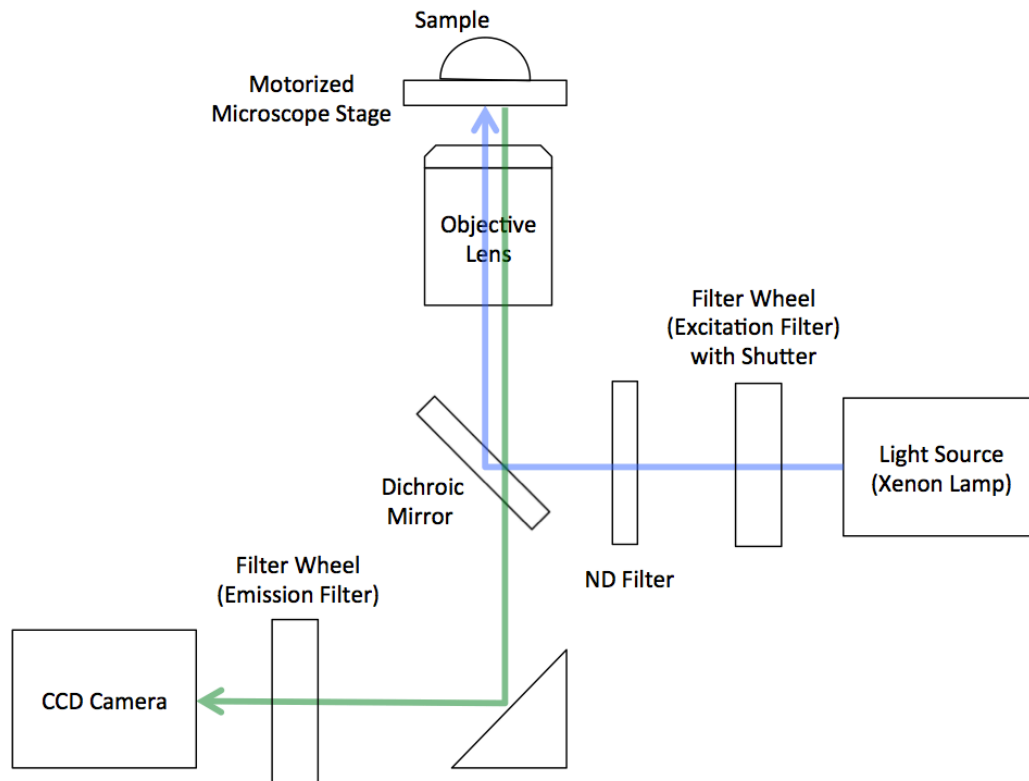 Sample
Motorized
Microscope Stage
Objective
Lens
Filter Wheel
(Excitation Filter)
with Shutter
Light Source
(Xenon Lamp)
Dichroic
Mirror
ND Filter
Filter Wheel
(Emission Filter)
CCD Camera